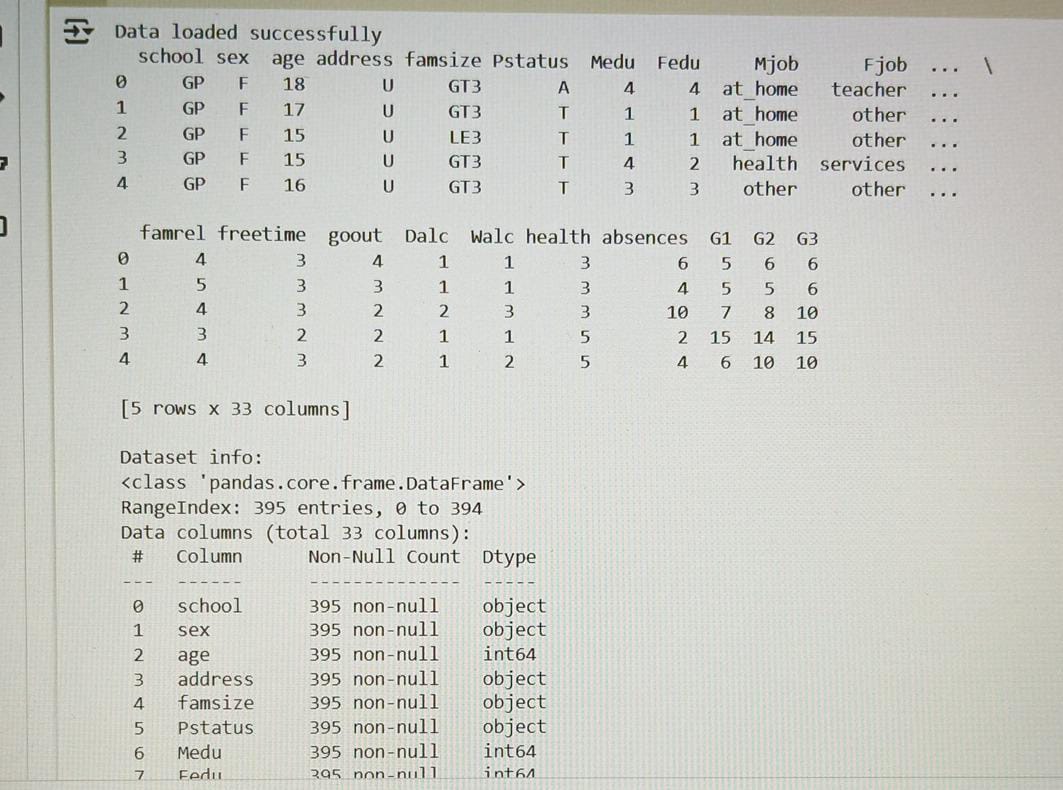 Data loaded successfully
school sex age address famsize Pstatus Medu Fedu Mjob Fjob ... \
0 GP F 18 U GT3 A 4 4 at_home teacher ...
1 GP F 17 U GT3 T 1 1 at_home other ...
2 GP F 15 U LE3 T 1 1 at_home other ...
3 GP F 15 U GT3 T 4 2 health services ...
4 GP F 16 U GT3 T 3 3 other other ...
famrel freetime goout Dalc Walc health absences G1 G2 G3
0 4 3 4 1 1 3 6 5 6 6
1 5 3 3 1 1 3 4 5 5 6
2 4 3 2 2 3 3 10 7 8 10
3 3 2 2 1 1 5 2 15 14 15
4 4 3 2 1 2 5 4 6 10 10
[5 rows x 33 columns]
Dataset info:
<class 'pandas.core.frame.DataFrame'>
RangeIndex: 395 entries, 0 to 394
Data columns (total 33 columns):
# Column Non-Null Count Dtype
--- ------ -------------- -----
0 school 395 non-null object
1 sex 395 non-null object
2 age 395 non-null int64
3 address 395 non-null object
4 famsize 395 non-null object
5 Pstatus 395 non-null object
6 Medu 395 non-null int64
7 Fedu 395 non-null int64